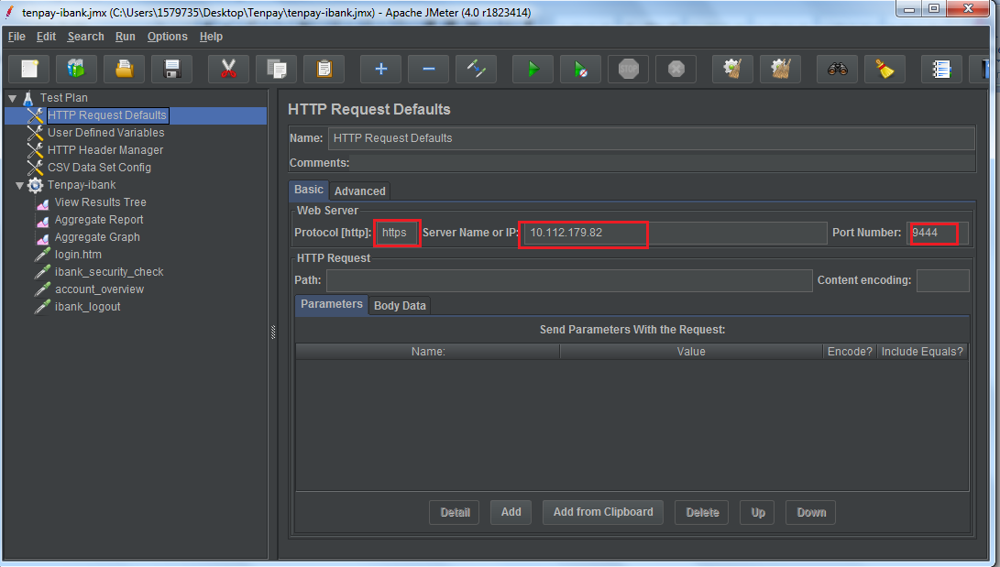 tenpay-ibank.jmx (C:\Users\1579735\Desktop\Tenpay\tenpay-ibank.jmx) - Apache JMeter (4.0 r1823414)
File Edit Search Run Options Help
STOP
Test Plan
HTTP Request Defaults
User Defined Variables
HTTP Header Manager
CSV Data Set Config
Tenpay-ibank
View Results Tree
Aggregate Report
Aggregate Graph
login.htm
ibank_security_check
account_overview
ibank_logout
HTTP Request Defaults
Name: HTTP Request Defaults
Comments:
Basic Advanced
Web Server
Protocol [http]: https Server Name or IP: 10.112.179.82 Port Number: 9444
HTTP Request
Path: Content encoding:
Parameters Body Data
Send Parameters With the Request:
Name: Value Encode? Include Equals?
Detail Add Add from Clipboard Delete Up Down